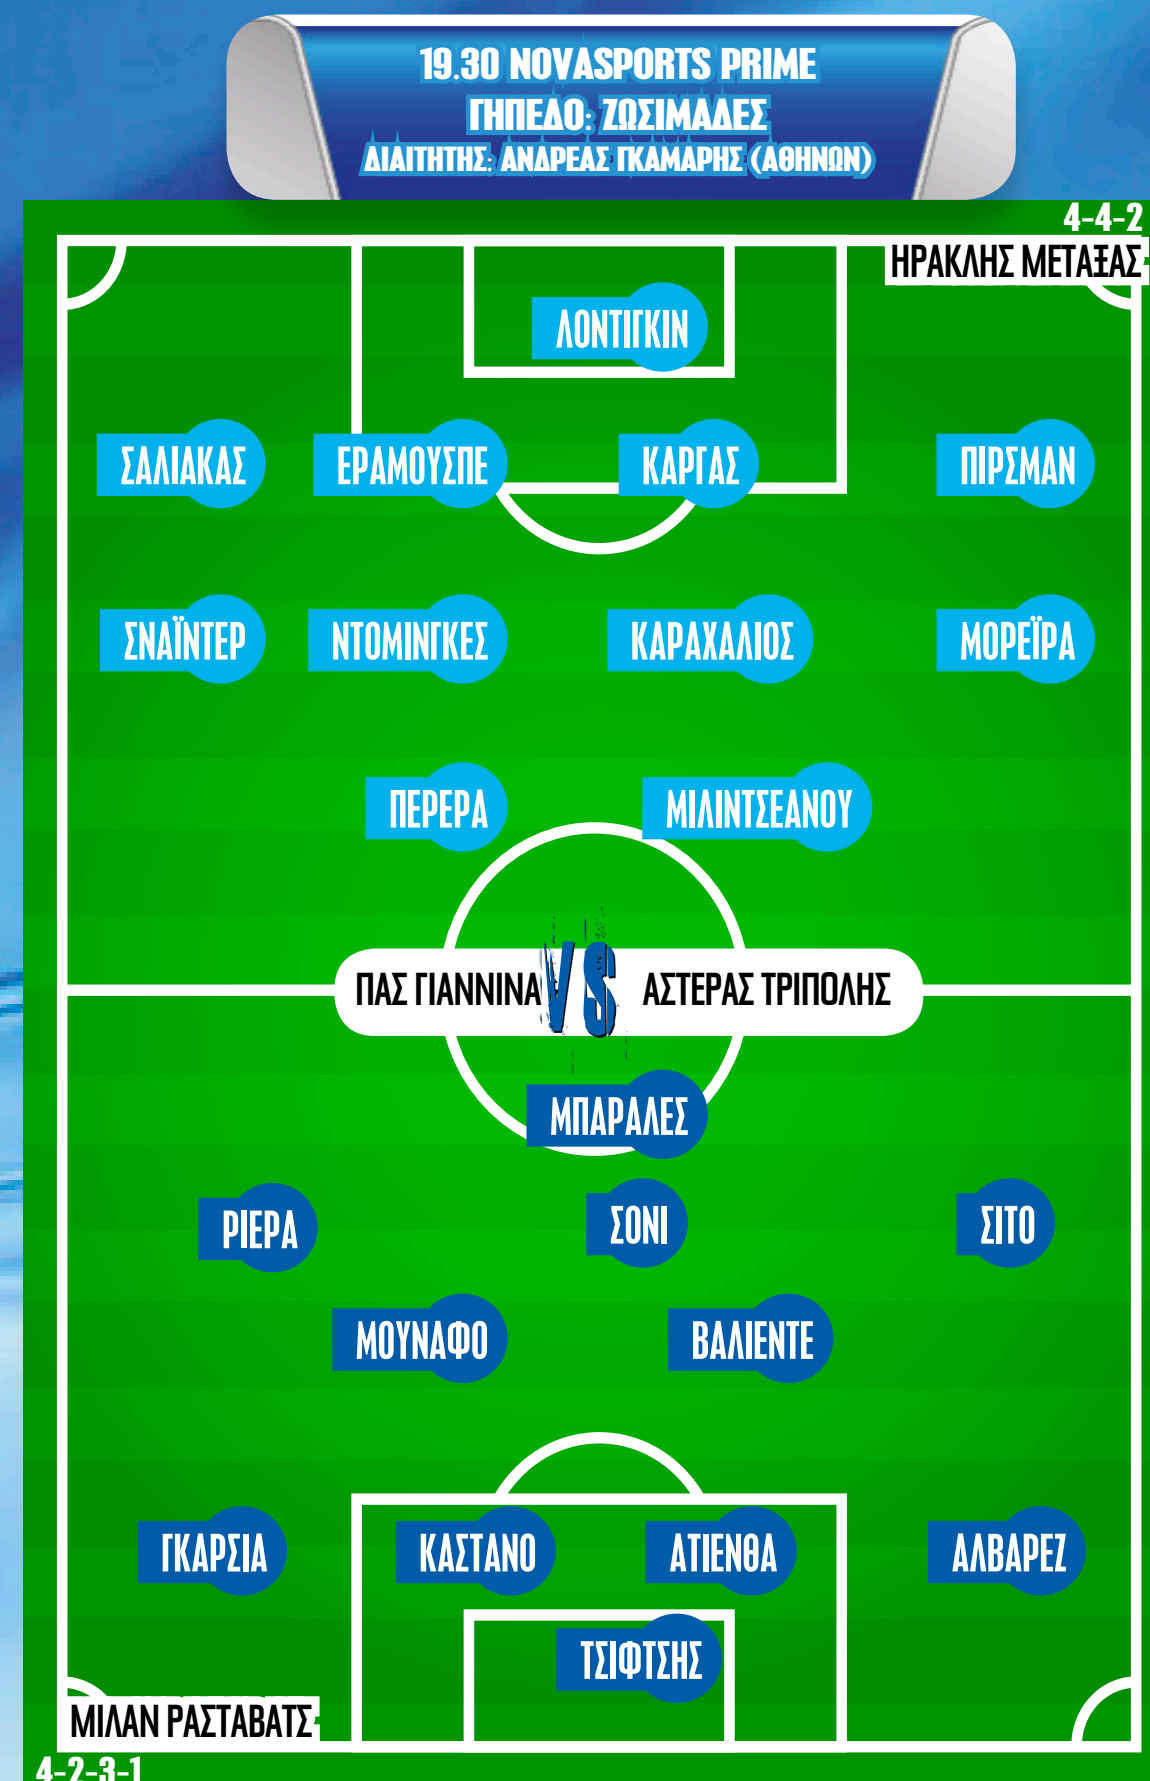 19.30 NOVASPORTS PRIME
ΓΗΠΕΔΟ: ΖΩΣΙΜΑΔΕΣ
ΔΙΑΙΤΗΤΗΣ: ΑΝΔΡΕΑΣ ΓΚΑΜΑΡΗΣ (ΑΘΗΝΩΝ)
4-4-2
ΗΡΑΚΛΗΣ ΜΕΤΑΞΑΣ
ΛΟΝΤΙΓΚΙΝ
ΣΑΛΙΑΚΑΣ ΕΡΑΜΟΥΣΠΕ ΚΑΡΓΑΣ ΠΙΡΣΜΑΝ
ΣΝΑΪΝΤΕΡ ΝΤΟΜΙΝΓΚΕΣ ΚΑΡΑΧΑΛΙΟΣ ΜΟΡΕΪΡΑ
ΠΕΡΕΡΑ ΜΙΛΙΝΤΣΕΑΝΟΥ
ΠΑΣ ΓΙΑΝΝΙΝΑ VS ΑΣΤΕΡΑΣ ΤΡΙΠΟΛΗΣ
ΜΠΑΡΑΛΕΣ
ΡΙΕΡΑ ΣΟΝΙ ΣΙΤΟ
ΜΟΥΝΑΦΟ ΒΑΛΙΕΝΤΕ
ΓΚΑΡΣΙΑ ΚΑΣΤΑΝΟ ΑΤΙΕΝΘΑ ΑΛΒΑΡΕΖ
ΤΣΙΦΤΣΗΣ
ΜΙΛΑΝ ΡΑΣΤΑΒΑΤΣ
4-2-3-1